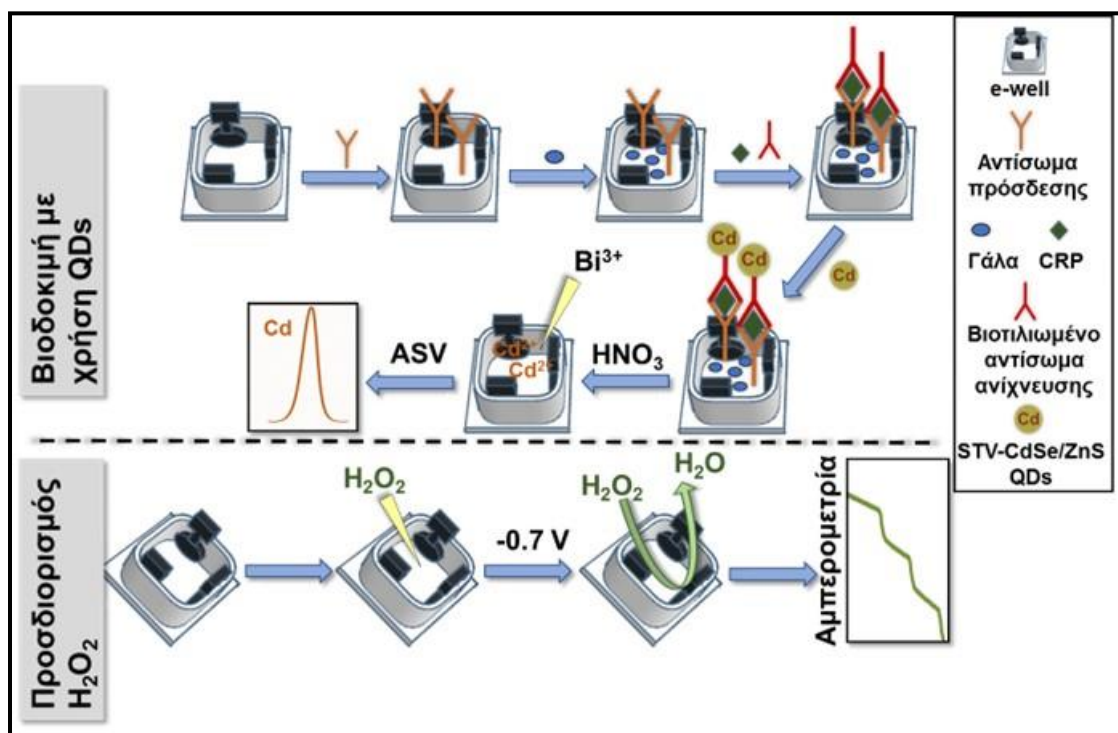 Βιοδοκιμή με
χρήση QDs
Bi³⁺
Cd
Cd
Cd
HNO₃
Cd²⁺
Cd²⁺
ASV
Cd
Προσδιορισμός
H₂O₂
H₂O₂
-0.7 V
H₂O₂
H₂O
Αμπερομετρία
e-well
Αντίσωμα
πρόσδεσης
Γάλα CRP
Βιοτιλιωμένο
αντίσωμα
ανίχνευσης
Cd
STV-CdSe/ZnS
QDs